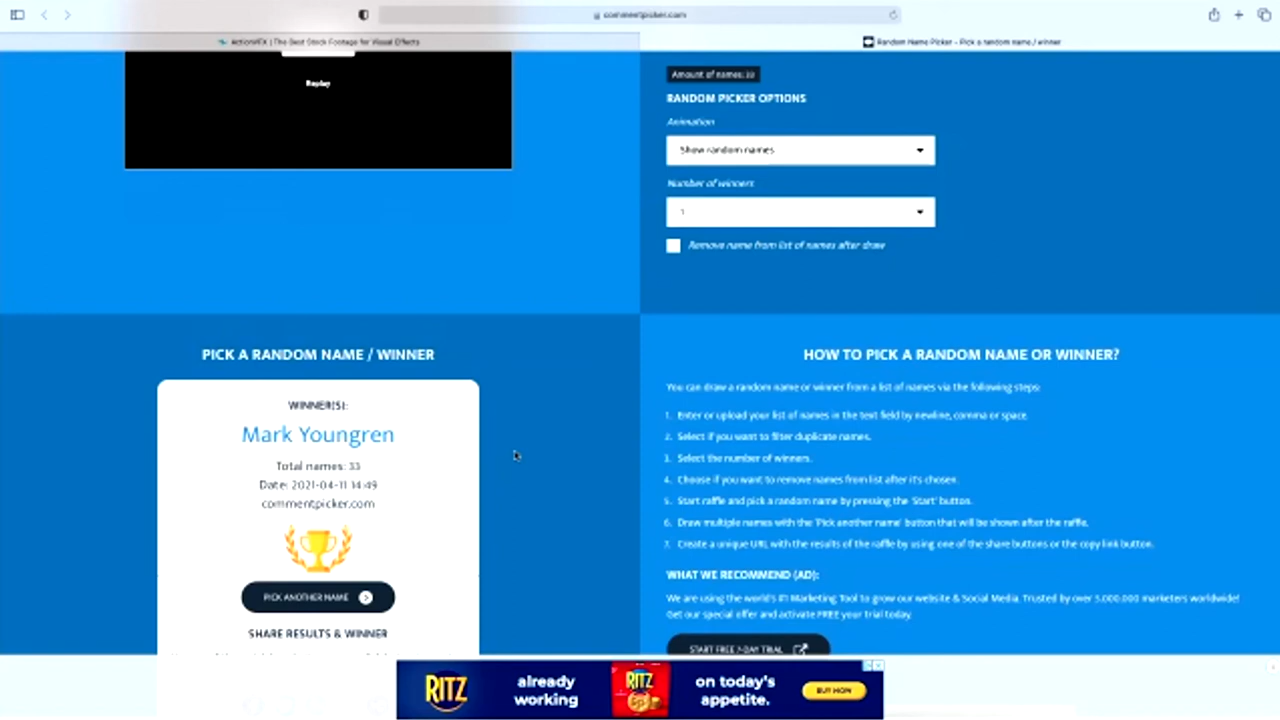 commentpicker.com
ActionVFX | The Best Stock Footage for Visual Effects
Random Name Picker - Pick a random name / winner
Replay
Amount of names: 33
RANDOM PICKER OPTIONS
Animation
Show random names
Number of winners
1
Remove name from list of names after draw
PICK A RANDOM NAME / WINNER
WINNER(S):
Mark Youngren
Total names: 33
Date: 2021-04-11 14:49
commentpicker.com
PICK ANOTHER NAME
SHARE RESULTS & WINNER
HOW TO PICK A RANDOM NAME OR WINNER?
You can draw a random name or winner from a list of names via the following steps:
1. Enter or upload your list of names in the text field by newline, comma or space.
2. Select if you want to filter duplicate names.
3. Select the number of winners.
4. Choose if you want to remove names from list after it's chosen.
5. Start raffle and pick a random name by pressing the 'Start' button.
6. Draw multiple names with the 'Pick another name' button that will be shown after the raffle.
7. Create a unique URL with the results of the raffle by using one of the share buttons or the copy link button.
WHAT WE RECOMMEND (AD):
We are using the world's #1 Marketing Tool to grow our website & Social Media. Trusted by over 5.000.000 marketers worldwide!
Get our special offer and activate FREE your trial today.
START FREE 7-DAY TRIAL
RITZ
already
working
RITZ
on today's
appetite.
BUY NOW